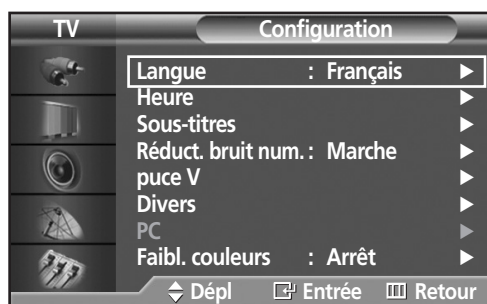 TV Configuration
Langue : Français
Heure
Sous-titres
Réduct. bruit num. : Marche
puce V
Divers
PC
Faibl. couleurs : Arrêt
Dépl Entrée Retour